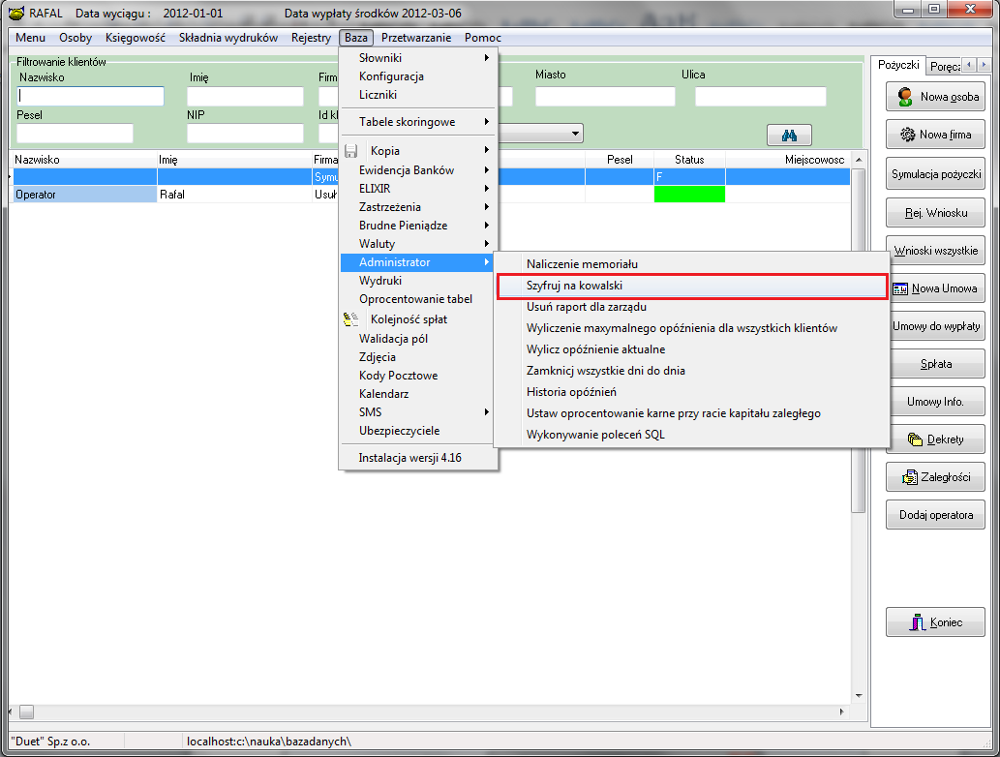 RAFAL Data wyciągu : 2012-01-01 Data wypłaty środków 2012-03-06
Menu Osoby Księgowość Składnia wydruków Rejestry Baza Przetwarzanie Pomoc
Filtrowanie klientów
Nazwisko Imię Firm Miasto Ulica
Pesel NIP Id kl
Nazwisko Imię Firma Pesel Status Miejscowosc
Symu F
Operator Rafal Usuł
Słowniki
Konfiguracja
Liczniki
Tabele skoringowe
Kopia
Ewidencja Banków
ELIXIR
Zastrzeżenia
Brudne Pieniądze
Waluty
Administrator
Wydruki
Oprocentowanie tabel
Kolejność spłat
Walidacja pól
Zdjęcia
Kody Pocztowe
Kalendarz
SMS
Ubezpieczyciele
Instalacja wersji 4.16
Naliczenie memoriału
Szyfruj na kowalski
Usuń raport dla zarządu
Wyliczenie maxymalnego opóźnienia dla wszystkich klientów
Wylicz opóźnienie aktualne
Zamknicj wszystkie dni do dnia
Historia opóźnień
Ustaw oprocentowanie karne przy racie kapitału zaległego
Wykonywanie poleceń SQL
Pożyczki Poręcz
Nowa osoba
Nowa firma
Symulacja pożyczki
Rej. Wniosku
Wnioski wszystkie
Nowa Umowa
Umowy do wypłaty
Spłata
Umowy Info.
Dekrety
Zaległości
Dodaj operatora
Koniec
"Duet" Sp.z o.o. localhost:c:\nauka\bazadanych\